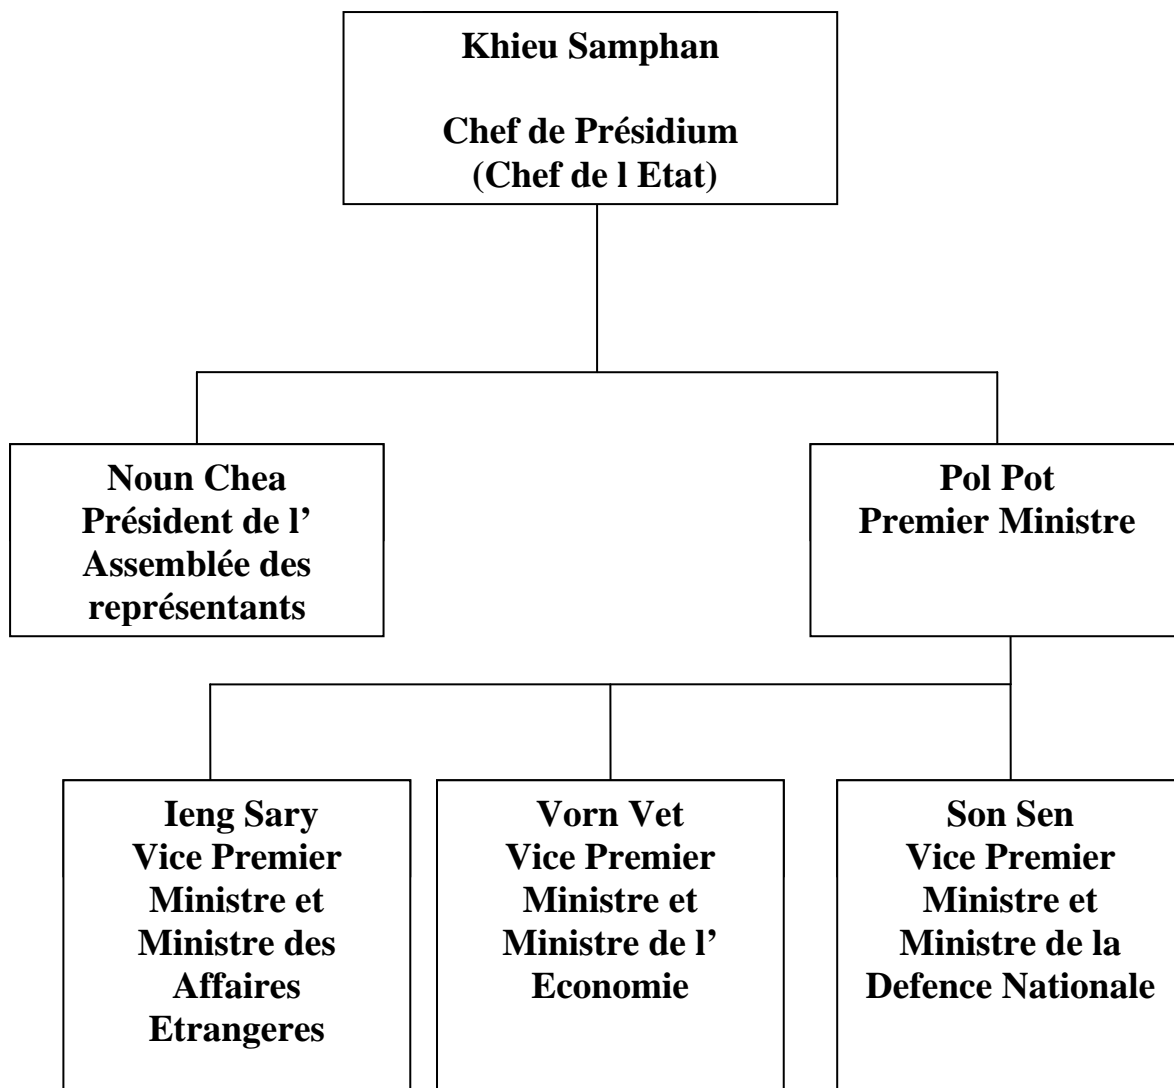 Khieu Samphan
Chef de Présidium
(Chef de l Etat)
Noun Chea
Président de l’
Assemblée des
représentants
Pol Pot
Premier Ministre
Ieng Sary
Vice Premier
Ministre et
Ministre des
Affaires
Etrangeres
Vorn Vet
Vice Premier
Ministre et
Ministre de l’
Economie
Son Sen
Vice Premier
Ministre et
Ministre de la
Defence Nationale